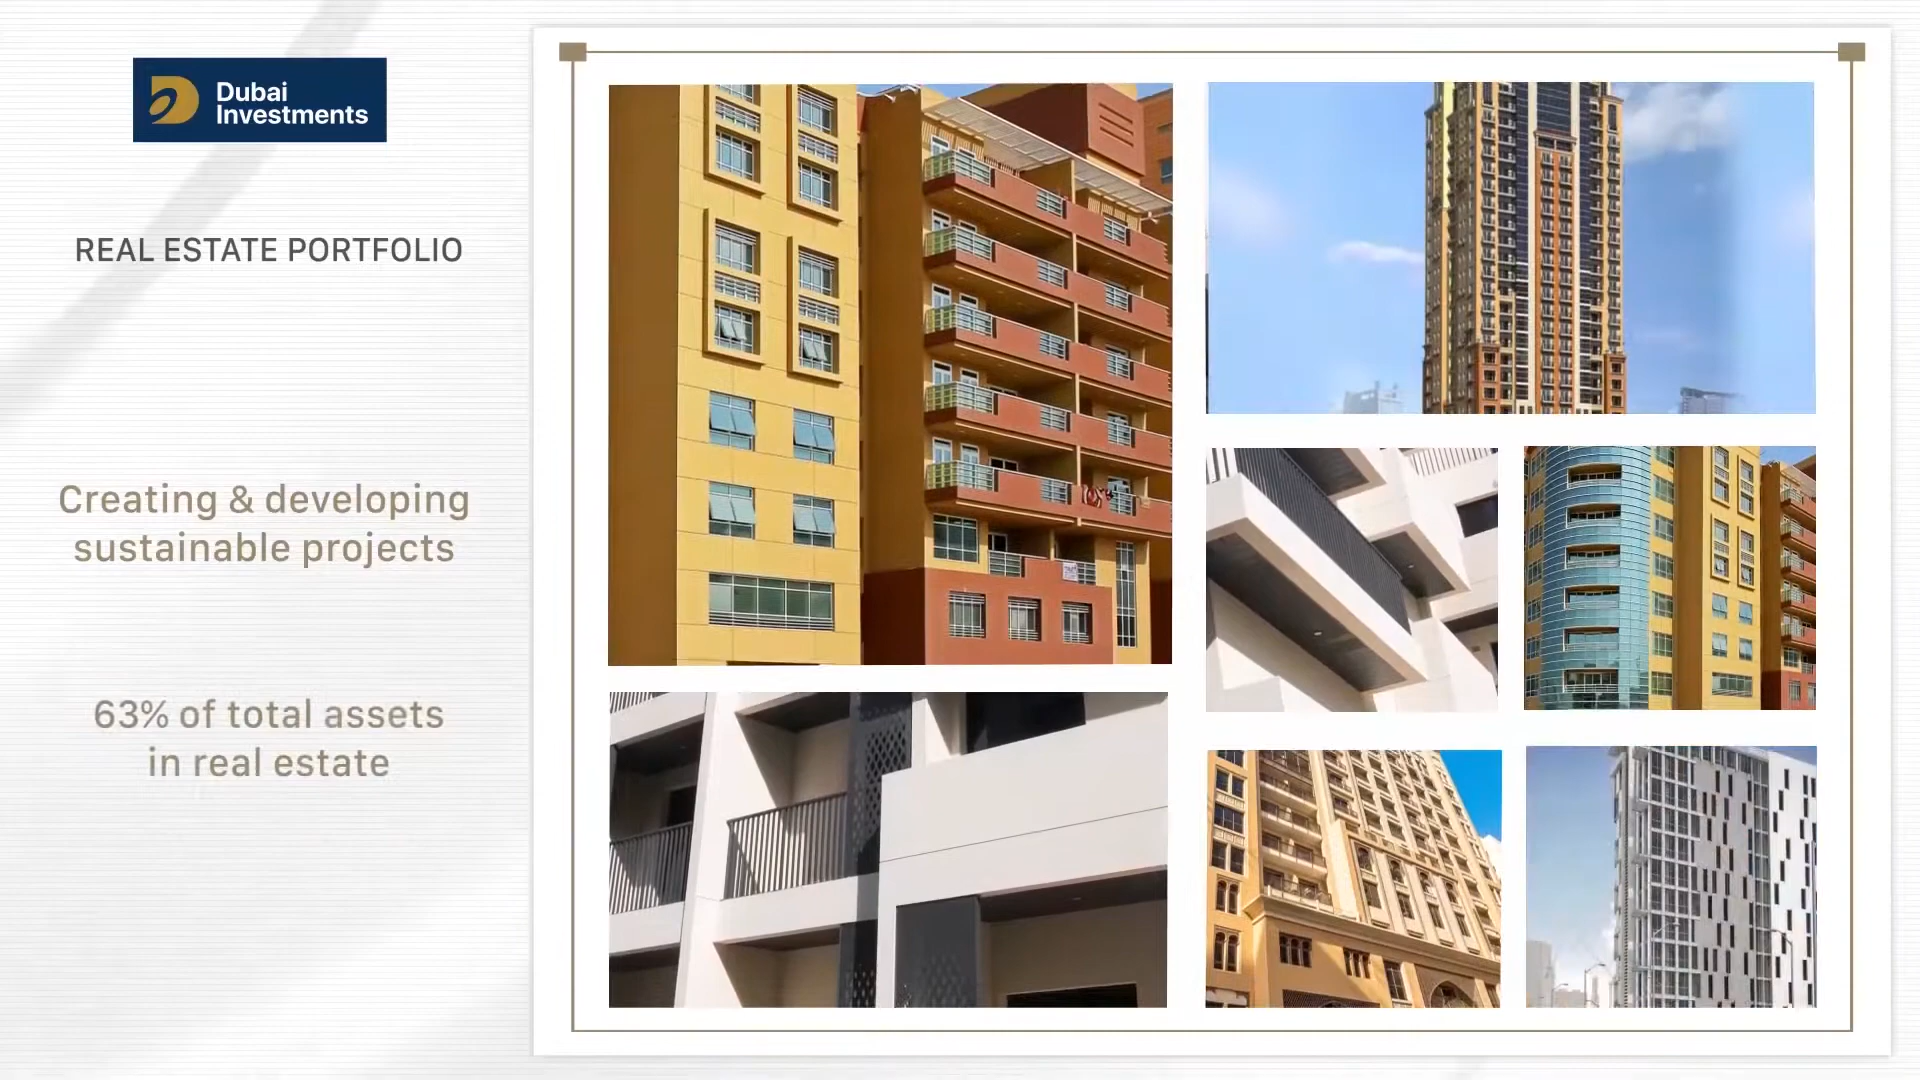 Dubai
Investments
REAL ESTATE PORTFOLIO
Creating & developing
sustainable projects
63% of total assets
in real estate